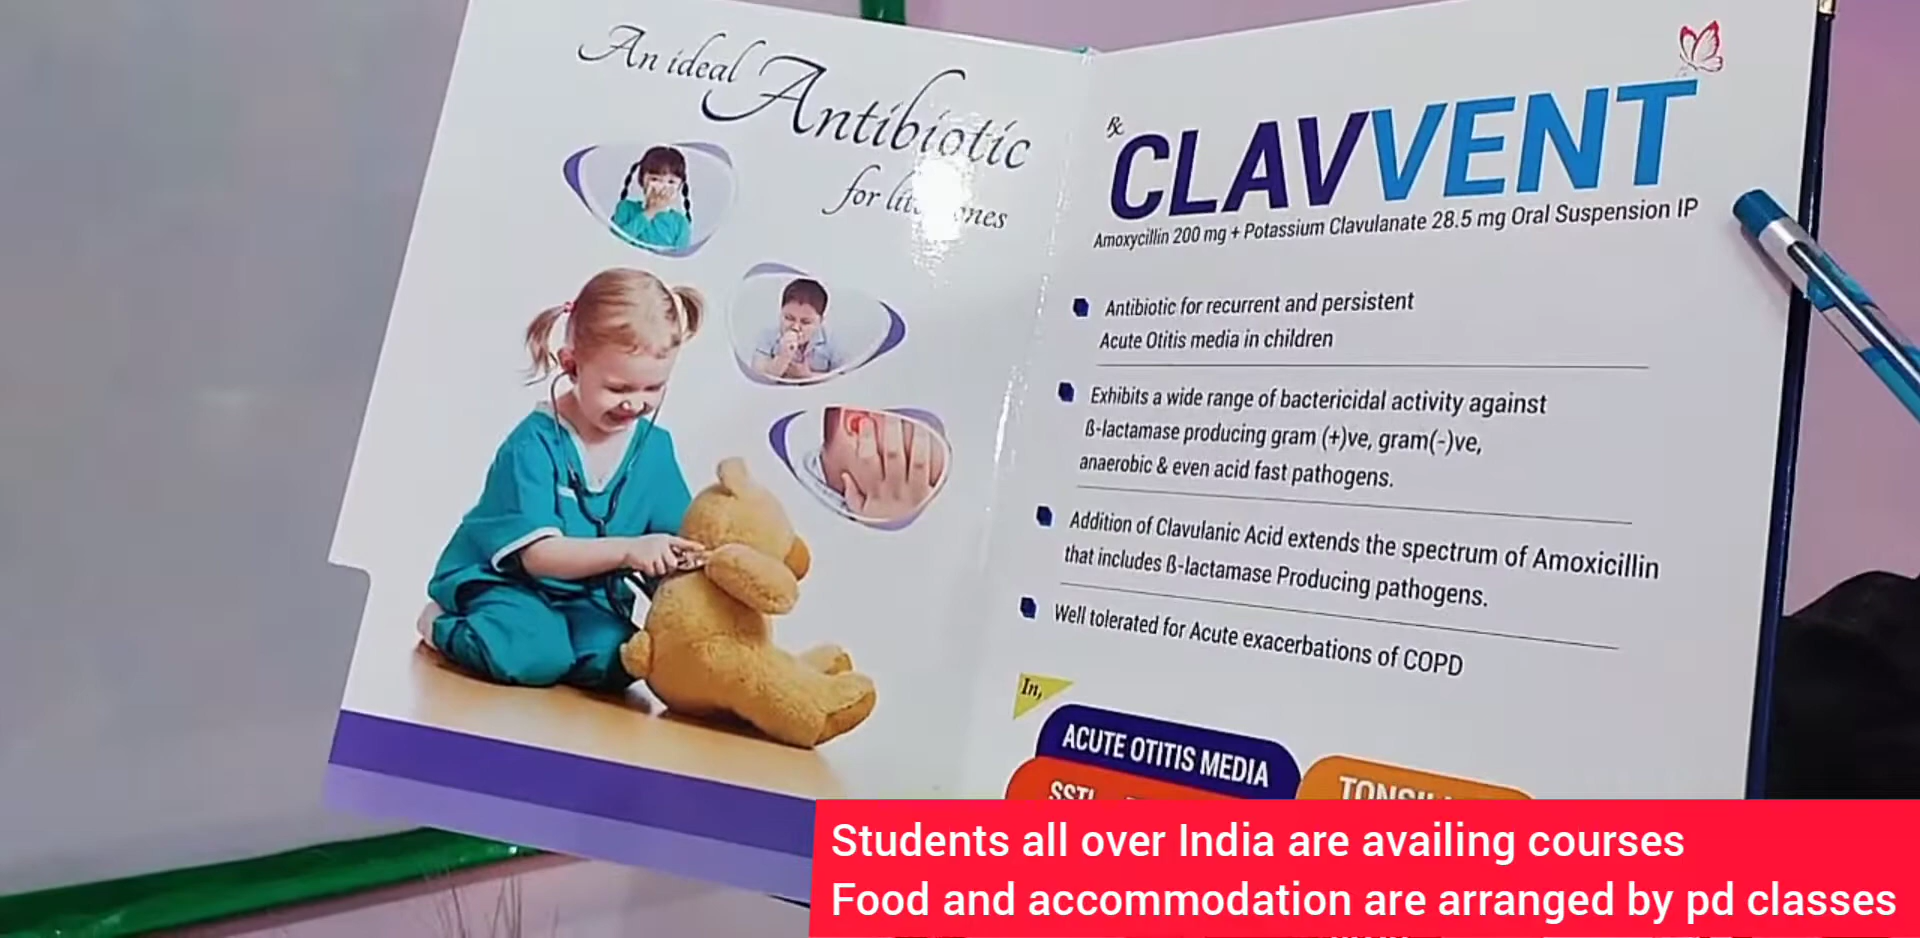 An ideal
Antibiotic
for
Rx
CLAVVENT
Amoxycillin 200 mg + Potassium Clavulanate 28.5 mg Oral Suspension IP
Antibiotic for recurrent and persistent
Acute Otitis media in children
Exhibits a wide range of bactericidal activity against
ß-lactamase producing gram (+)ve, gram(-)ve,
anaerobic & even acid fast pathogens.
Addition of Clavulanic Acid extends the spectrum of Amoxicillin
that includes ß-lactamase Producing pathogens.
Well tolerated for Acute exacerbations of COPD
In,
ACUTE OTITIS MEDIA
Students all over India are availing courses
Food and accommodation are arranged by pd classes